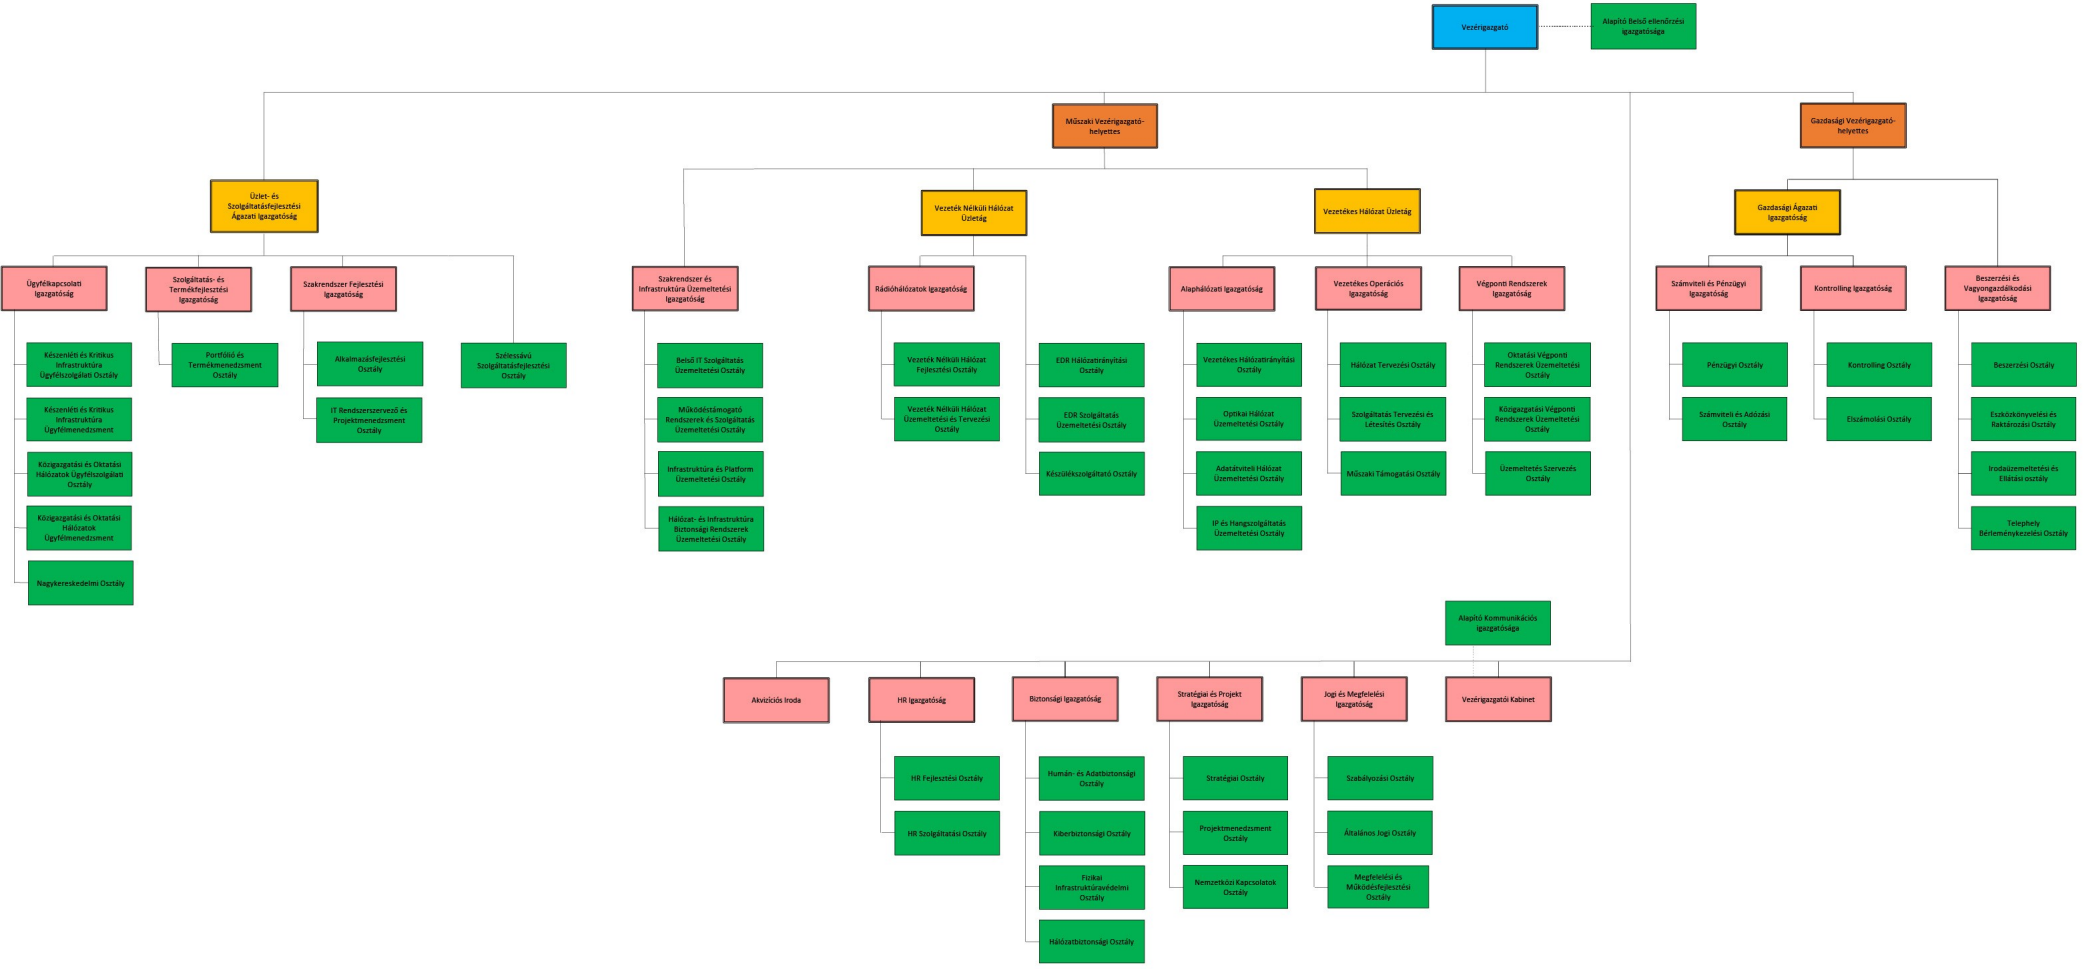 Vezérigazgató
Alapító Belső ellenőrzési
igazgatósága
Műszaki Vezérigazgató-
helyettes
Gazdasági Vezérigazgató-
helyettes
Üzlet- és
Szolgáltatásfejlesztési
Ágazati Igazgatóság
Vezeték Nélküli Hálózat
Üzletág
Vezetékes Hálózat Üzletág
Gazdasági Ágazati
Igazgatóság
Ügyfélkapcsolati
Igazgatóság
Szolgáltatás- és
Termékfejlesztési
Igazgatóság
Szakrendszer Fejlesztési
Igazgatóság
Szakrendszer és
Infrastruktúra Üzemeltetési
Igazgatóság
Rádióhálózatok Igazgatóság
Alaphálózati Igazgatóság
Vezetékes Operációs
Igazgatóság
Végponti Rendszerek
Igazgatóság
Számviteli és Pénzügyi
Igazgatóság
Kontrolling Igazgatóság
Beszerzési és
Vagyongazdálkodási
Igazgatóság
Készenléti és Kritikus
Infrastruktúra
Ügyfélszolgálati Osztály
Készenléti és Kritikus
Infrastruktúra
Ügyfélmenedzsment
Közigazgatási és Oktatási
Hálózatok Ügyfélszolgálati
Osztály
Közigazgatási és Oktatási
Hálózatok
Ügyfélmenedzsment
Nagykereskedelmi Osztály
Portfólió és
Termékmenedzsment
Osztály
Alkalmazásfejlesztési
Osztály
IT Rendszerszervező és
Projektmenedzsment
Osztály
Szélessávú
Szolgáltatásfejlesztési
Osztály
Belső IT Szolgáltatás
Üzemeltetési Osztály
Működéstámogató
Rendszerek és Szolgáltatás
Üzemeltetési Osztály
Infrastruktúra és Platform
Üzemeltetési Osztály
Hálózat- és Infrastruktúra
Biztonsági Rendszerek
Üzemeltetési Osztály
Vezeték Nélküli Hálózat
Fejlesztési Osztály
Vezeték Nélküli Hálózat
Üzemeltetési és Tervezési
Osztály
EDR Hálózatirányítási
Osztály
EDR Szolgáltatás
Üzemeltetési Osztály
Készülékszolgáltató Osztály
Vezetékes Hálózatirányítási
Osztály
Optikai Hálózat
Üzemeltetési Osztály
Adatátviteli Hálózat
Üzemeltetési Osztály
IP és Hangszolgáltatás
Üzemeltetési Osztály
Hálózat Tervezési Osztály
Szolgáltatás Tervezési és
Létesítés Osztály
Műszaki Támogatási Osztály
Oktatási Végponti
Rendszerek Üzemeltetési
Osztály
Közigazgatási Végponti
Rendszerek Üzemeltetési
Osztály
Üzemeltetés Szervezés
Osztály
Pénzügyi Osztály
Számviteli és Adózási
Osztály
Kontrolling Osztály
Elszámolási Osztály
Beszerzési Osztály
Eszközkönyvelési és
Raktározási Osztály
Irodaüzemeltetési és
Ellátási osztály
Telephely
Bérleménykezelési Osztály
Alapító Kommunikációs
igazgatósága
Akvizíciós Iroda
HR Igazgatóság
Biztonsági Igazgatóság
Stratégiai és Projekt
Igazgatóság
Jogi és Megfelelési
Igazgatóság
Vezérigazgatói Kabinet
HR Fejlesztési Osztály
HR Szolgáltatási Osztály
Humán- és Adatbiztonsági
Osztály
Kiberbiztonsági Osztály
Fizikai
Infrastruktúravédelmi
Osztály
Hálózatbiztonsági Osztály
Stratégiai Osztály
Projektmenedzsment
Osztály
Nemzetközi Kapcsolatok
Osztály
Szabályozási Osztály
Általános Jogi Osztály
Megfelelési és
Működésfejlesztési
Osztály